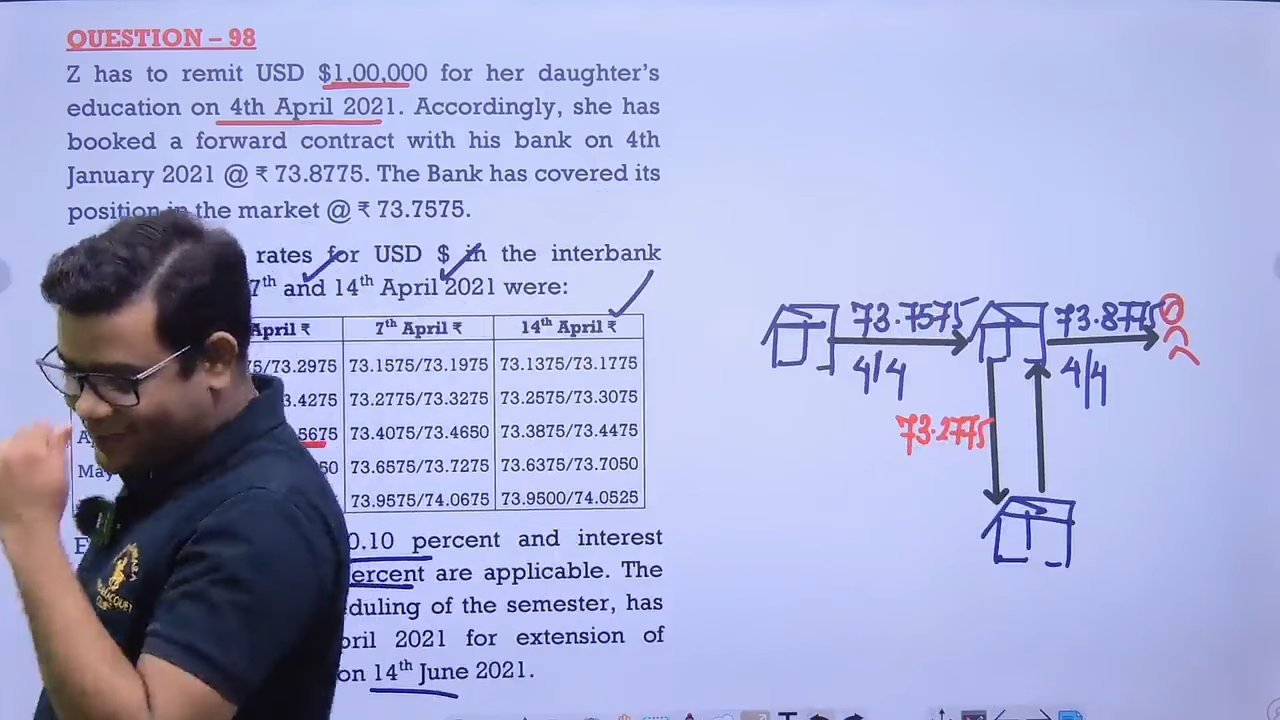 QUESTION – 98
Z has to remit USD $1,00,000 for her daughter's
education on 4th April 2021. Accordingly, she has
booked a forward contract with his bank on 4th
January 2021 @ ₹ 73.8775. The Bank has covered its
position in the market @ ₹ 73.7575.
rates for USD $ in the interbank
7th and 14th April 2021 were:
April ₹ 7th April ₹ 14th April ₹
5/73.2975 73.1575/73.1975 73.1375/73.1775
3.4275 73.2775/73.3275 73.2575/73.3075
5675 73.4075/73.4650 73.3875/73.4475
May 50 73.6575/73.7275 73.6375/73.7050
73.9575/74.0675 73.9500/74.0525
0.10 percent and interest
ercent are applicable. The
duling of the semester, has
pril 2021 for extension of
on 14th June 2021.
73.7575 73.8775
4/4 4/4
73.2775